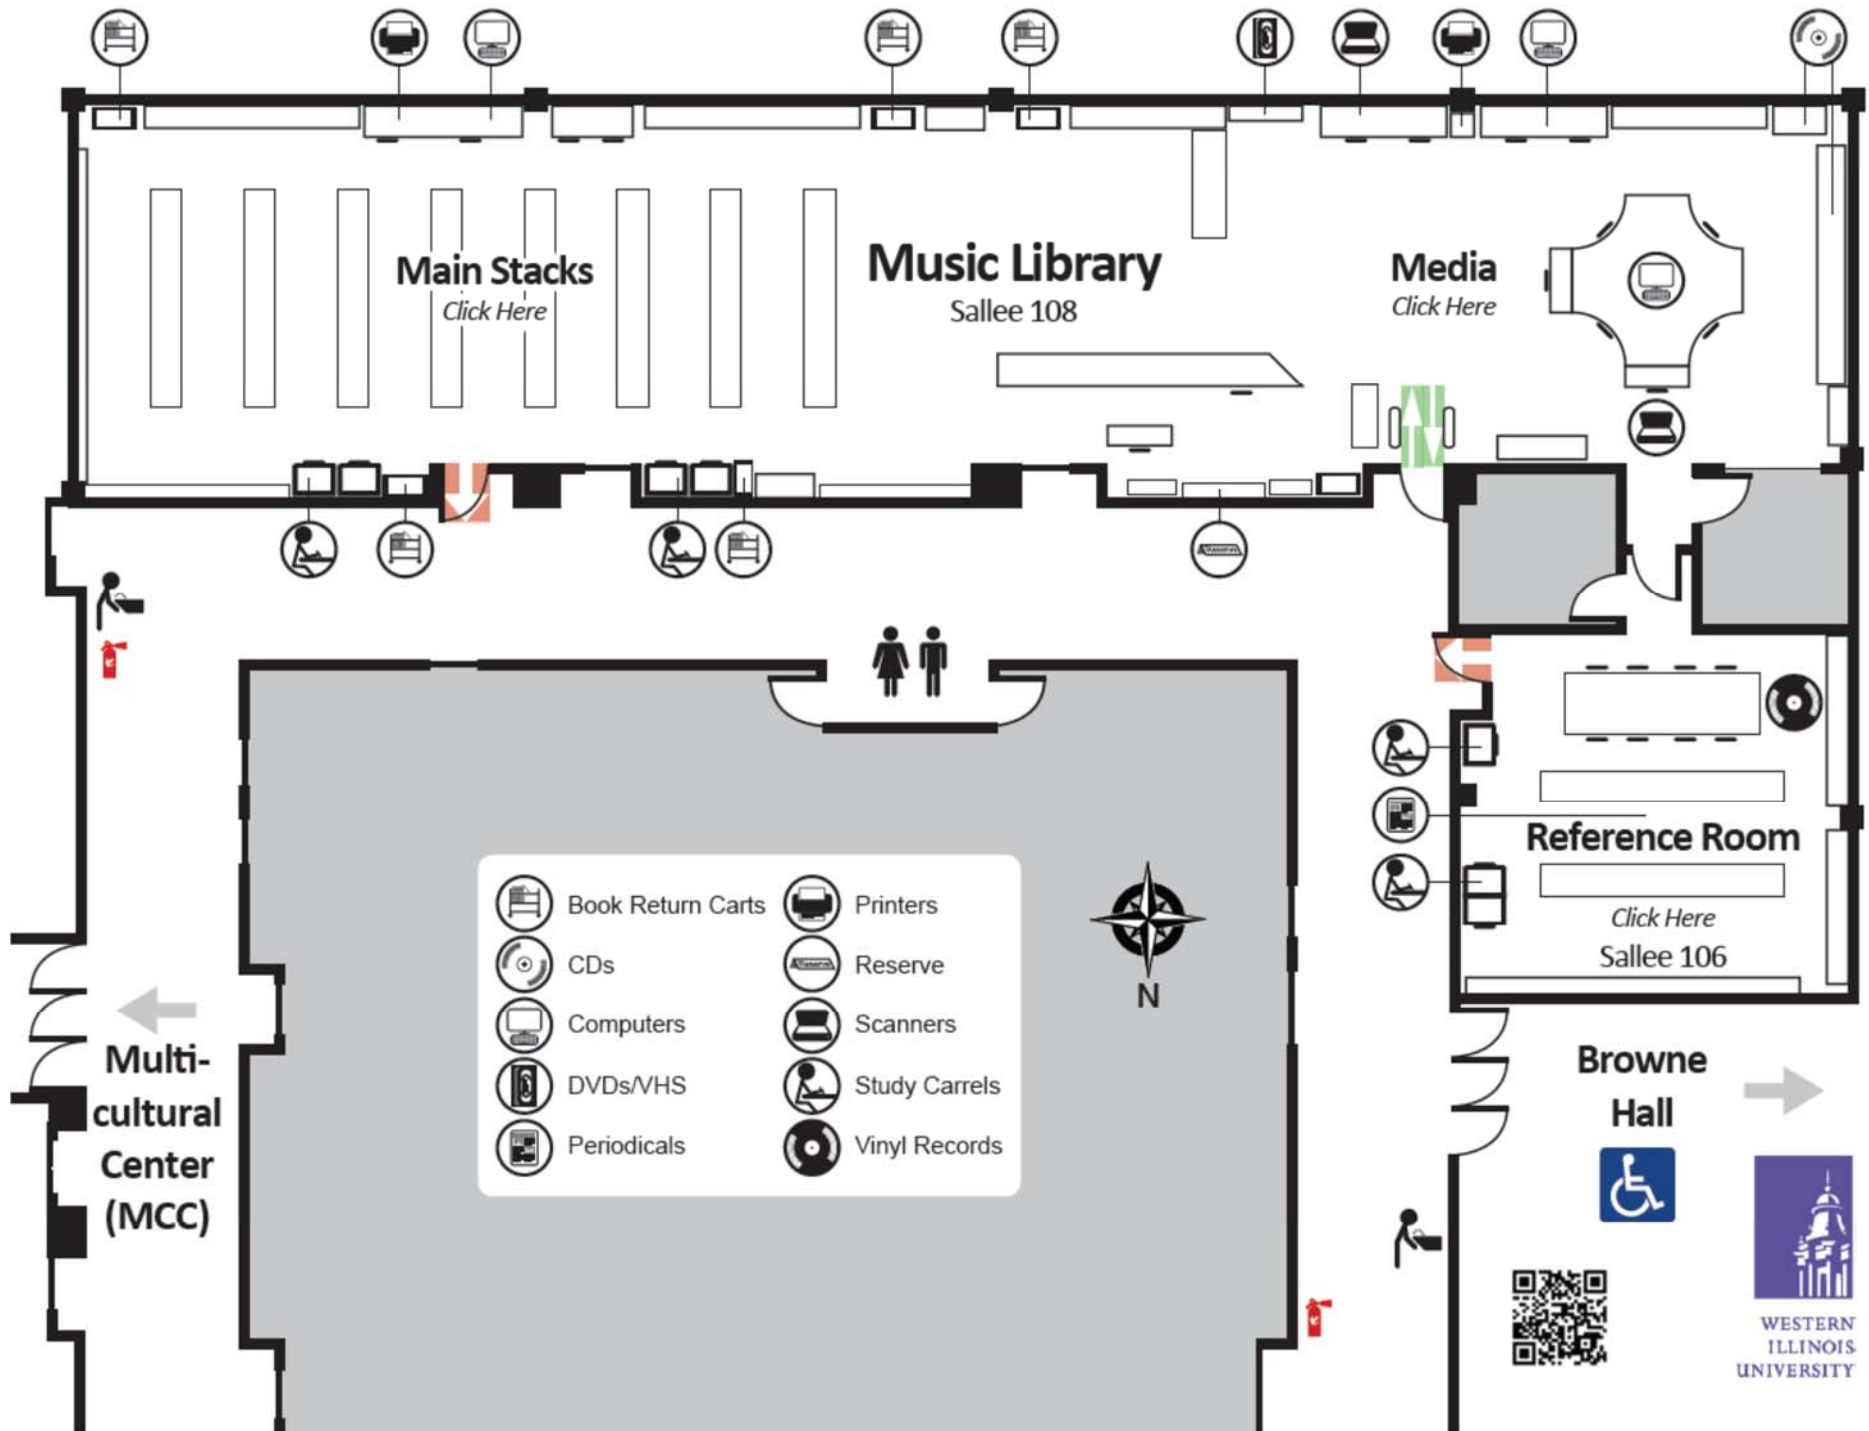 Main Stacks
Click Here
Music Library
Sallee 108
Media
Click Here
Reference Room
Click Here
Sallee 106
Book Return Carts
CDs
Computers
DVDs/VHS
Periodicals
Printers
Reserve
Scanners
Study Carrels
Vinyl Records
N
Multi-
cultural
Center
(MCC)
Browne
Hall
WESTERN
ILLINOIS
UNIVERSITY